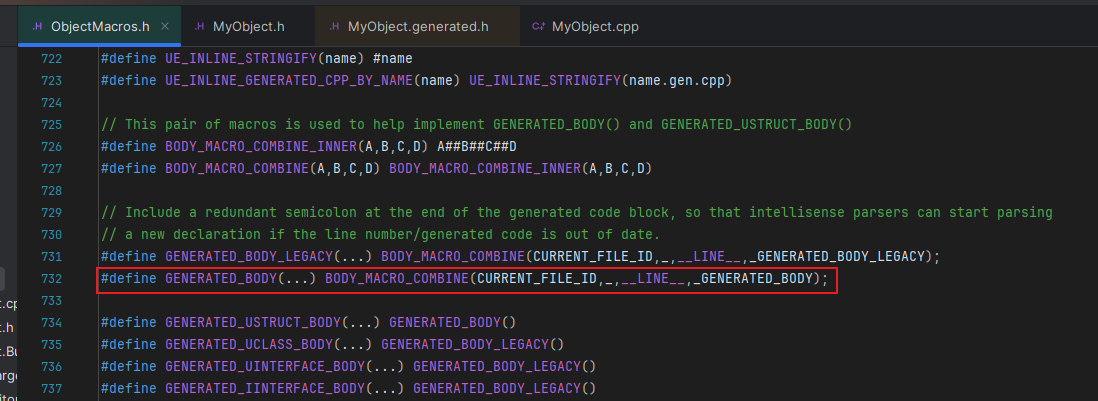 .H ObjectMacros.h × .H MyObject.h .H MyObject.generated.h C++ MyObject.cpp
722 #define UE_INLINE_STRINGIFY(name) #name
723 #define UE_INLINE_GENERATED_CPP_BY_NAME(name) UE_INLINE_STRINGIFY(name.gen.cpp)
724
725 // This pair of macros is used to help implement GENERATED_BODY() and GENERATED_USTRUCT_BODY()
726 #define BODY_MACRO_COMBINE_INNER(A,B,C,D) A##B##C##D
727 #define BODY_MACRO_COMBINE(A,B,C,D) BODY_MACRO_COMBINE_INNER(A,B,C,D)
728
729 // Include a redundant semicolon at the end of the generated code block, so that intellisense parsers can start parsing
730 // a new declaration if the line number/generated code is out of date.
731 #define GENERATED_BODY_LEGACY(...) BODY_MACRO_COMBINE(CURRENT_FILE_ID,_,__LINE__,_GENERATED_BODY_LEGACY);
732 #define GENERATED_BODY(...) BODY_MACRO_COMBINE(CURRENT_FILE_ID,_,__LINE__,_GENERATED_BODY);
733
734 #define GENERATED_USTRUCT_BODY(...) GENERATED_BODY()
735 #define GENERATED_UCLASS_BODY(...) GENERATED_BODY_LEGACY()
736 #define GENERATED_UINTERFACE_BODY(...) GENERATED_BODY_LEGACY()
737 #define GENERATED_IINTERFACE_BODY(...) GENERATED_BODY_LEGACY()